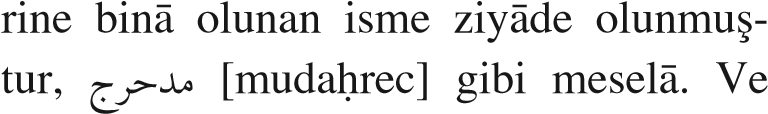 rine binā olunan isme ziyāde olunmuş-
tur, مدحرج [mudaḥrec] gibi meselā. Ve